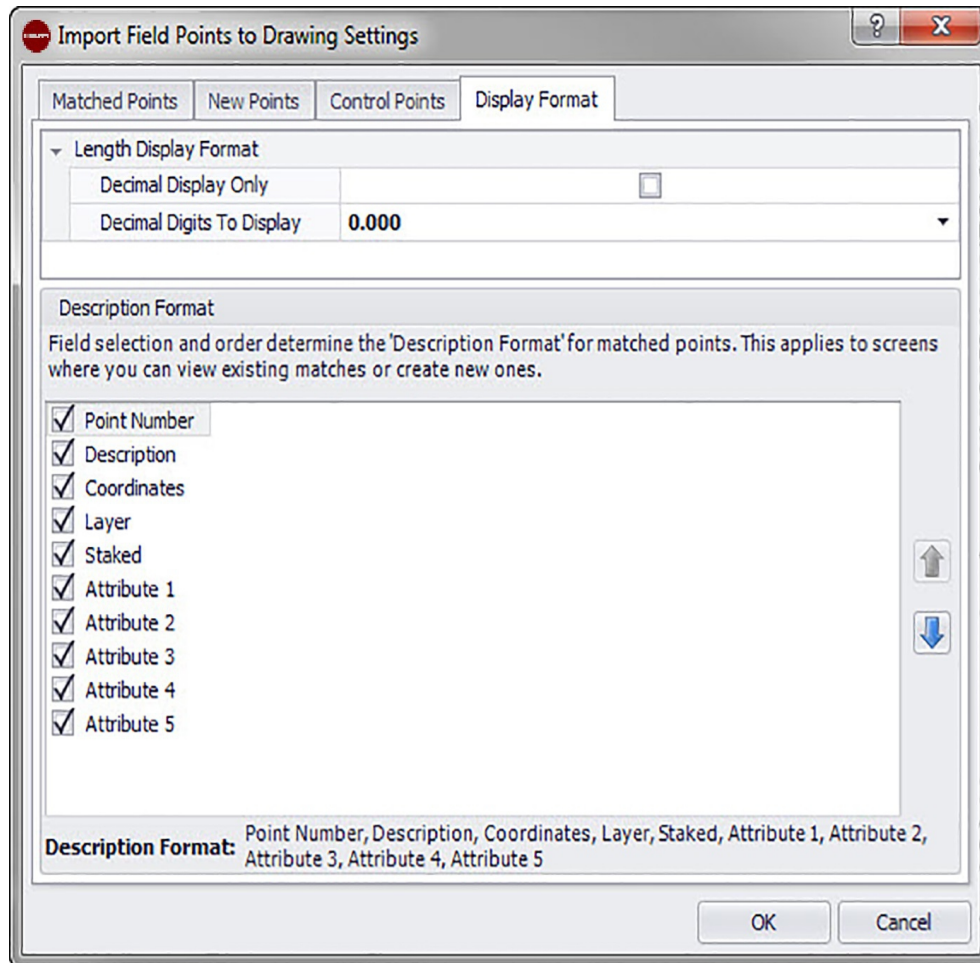 Import Field Points to Drawing Settings
?
X
Matched Points
New Points
Control Points
Display Format
Length Display Format
Decimal Display Only
Decimal Digits To Display
0.000
Description Format
Field selection and order determine the 'Description Format' for matched points. This applies to screens
where you can view existing matches or create new ones.
Point Number
Description
Coordinates
Layer
Staked
Attribute 1
Attribute 2
Attribute 3
Attribute 4
Attribute 5
Description Format:
Point Number, Description, Coordinates, Layer, Staked, Attribute 1, Attribute 2,
Attribute 3, Attribute 4, Attribute 5
OK
Cancel